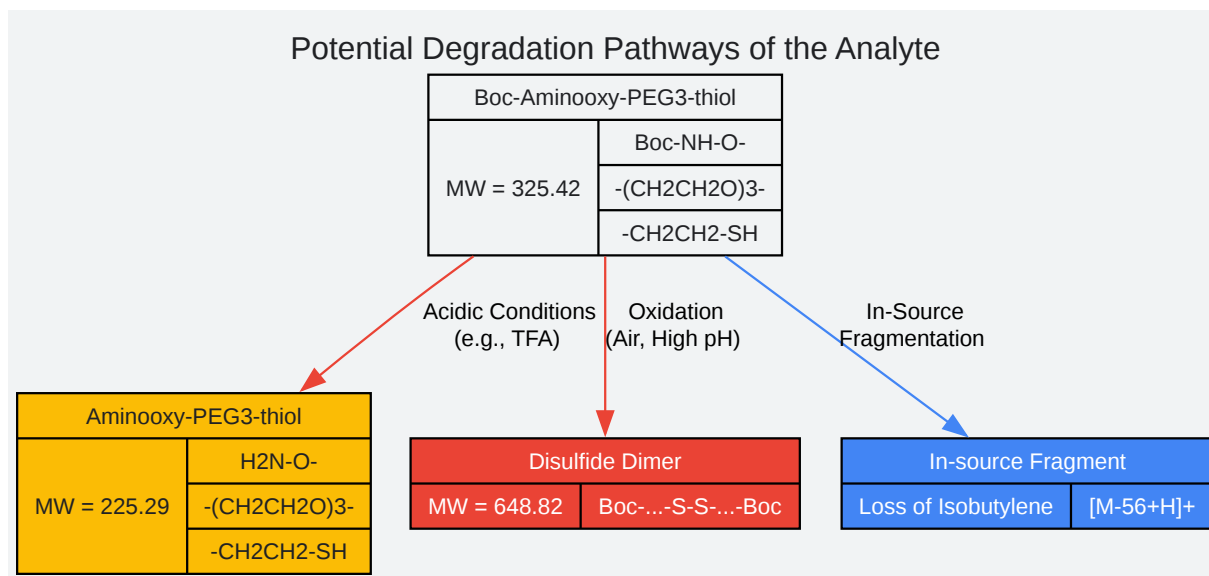 Potential Degradation Pathways of the Analyte
Boc-Aminooxy-PEG3-thiol
MW = 325.42
Boc-NH-O-
-(CH2CH2O)3-
-CH2CH2-SH
Acidic Conditions
(e.g., TFA)
Oxidation
(Air, High pH)
In-Source
Fragmentation
Aminooxy-PEG3-thiol
MW = 225.29
H2N-O-
-(CH2CH2O)3-
-CH2CH2-SH
Disulfide Dimer
MW = 648.82
Boc-...-S-S-...-Boc
In-source Fragment
Loss of Isobutylene
[M-56+H]+